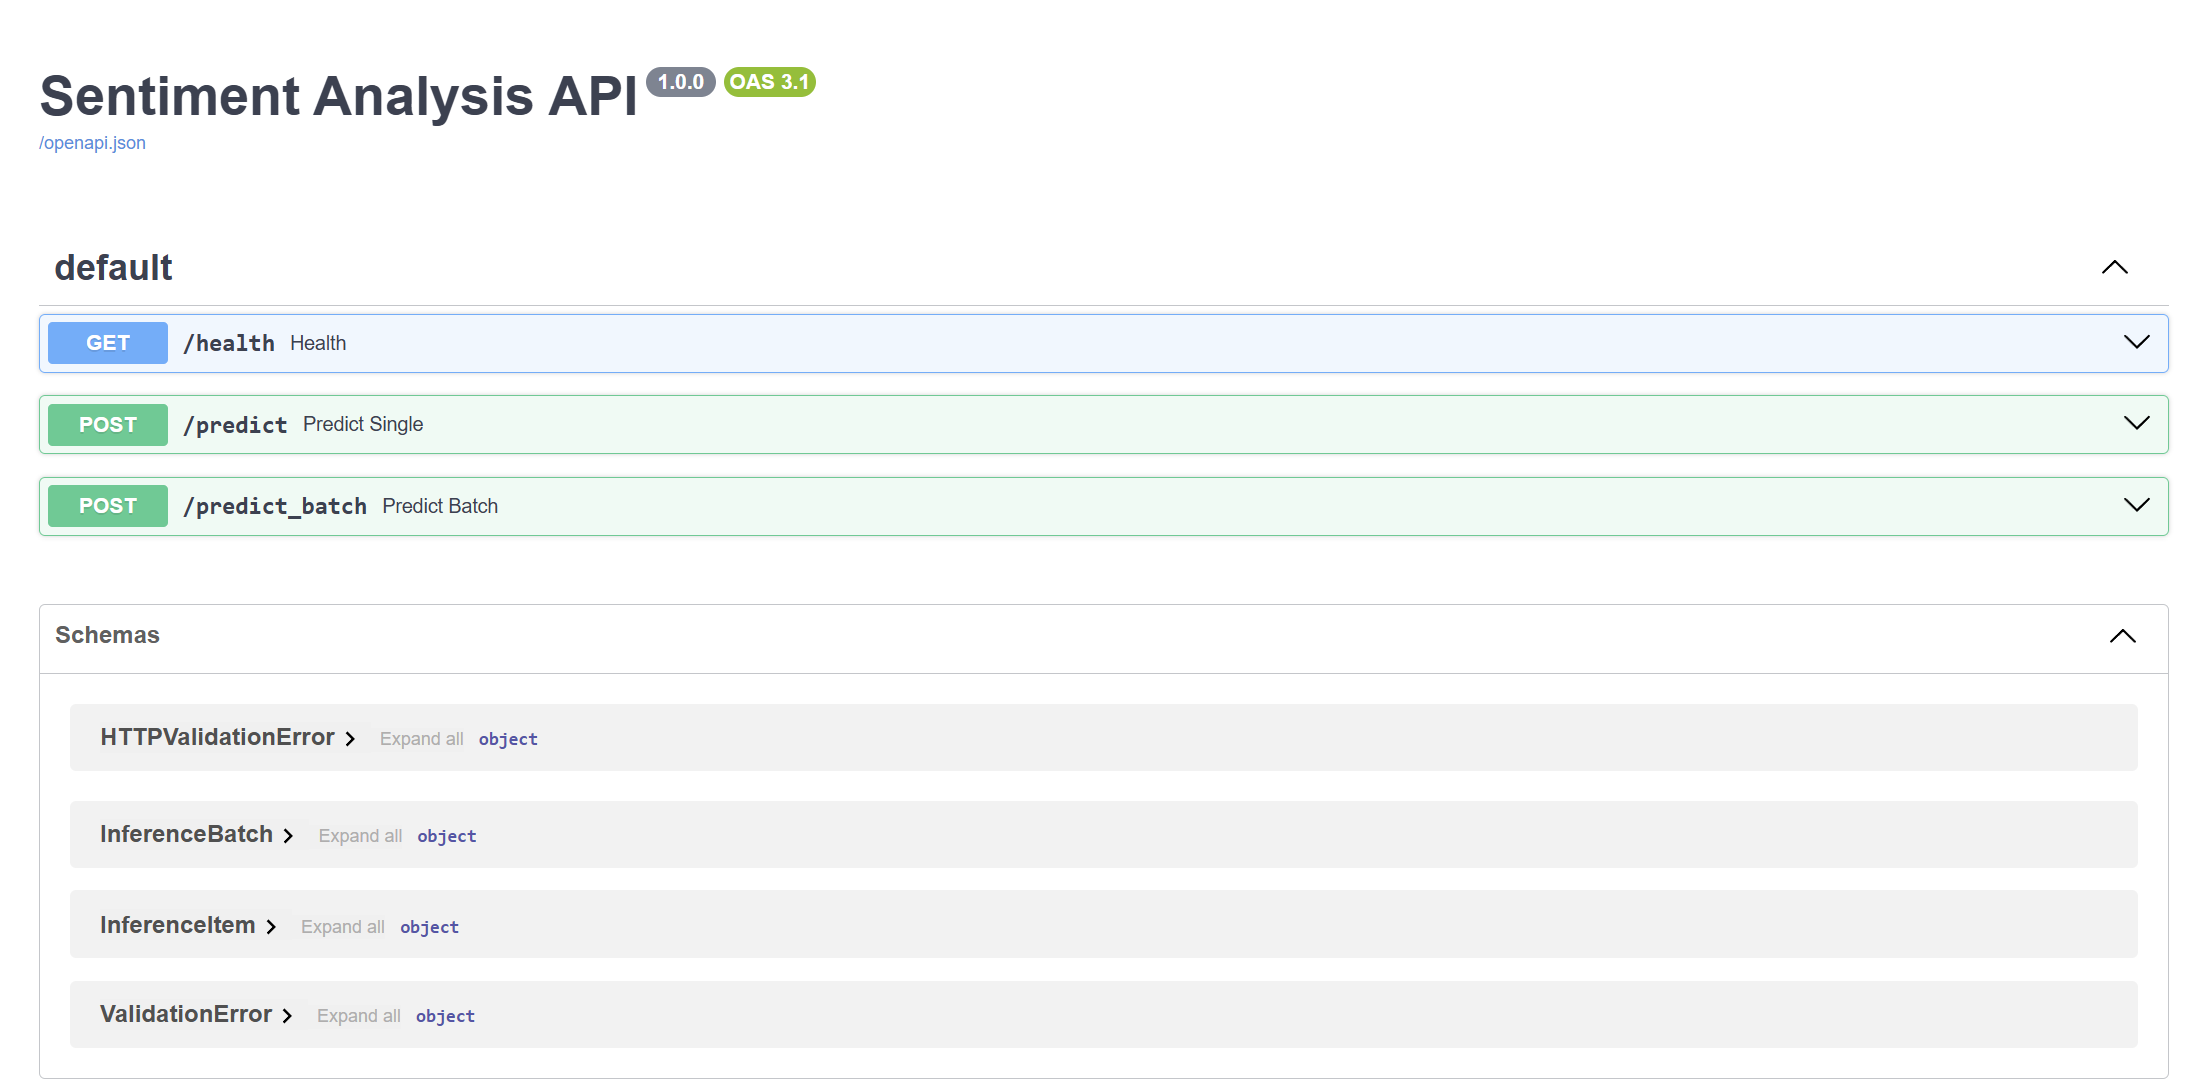 Sentiment Analysis API 1.0.0 OAS 3.1
/openapi.json
default
GET /health Health
POST /predict Predict Single
POST /predict_batch Predict Batch
Schemas
HTTPValidationError Expand all object
InferenceBatch Expand all object
InferenceItem Expand all object
ValidationError Expand all object